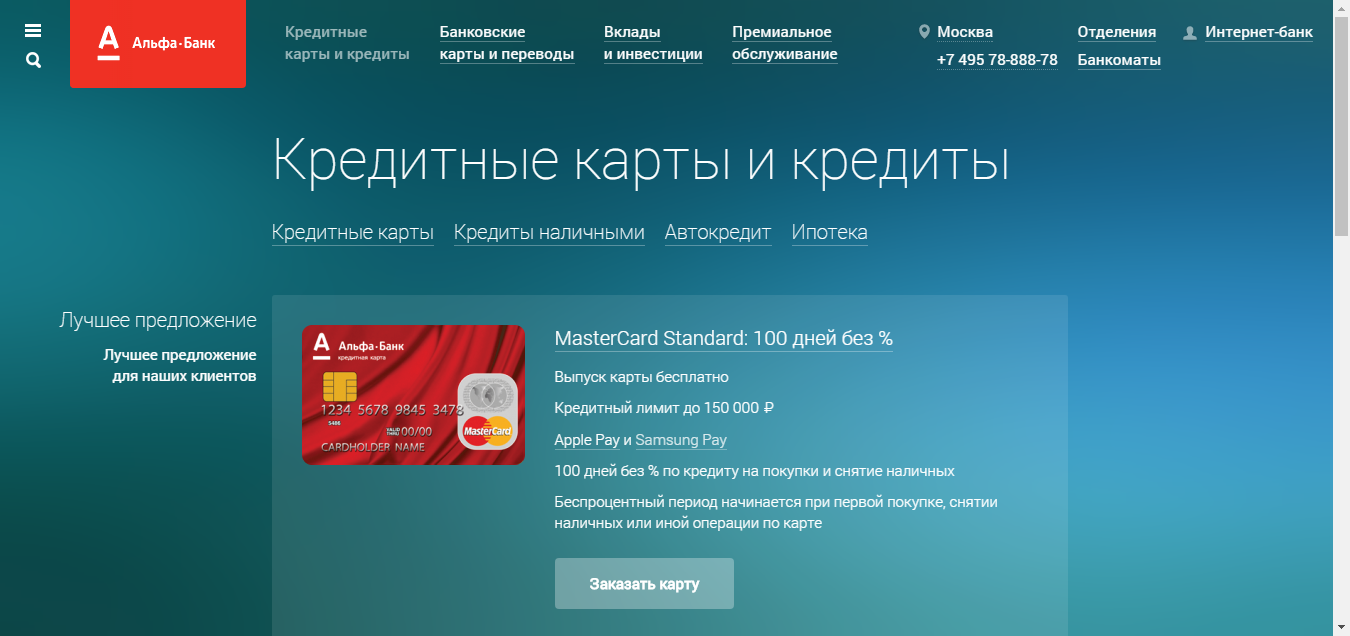 Альфа·Банк
Кредитные
карты и кредиты
Банковские
карты и переводы
Вклады
и инвестиции
Премиальное
обслуживание
Москва
+7 495 78-888-78
Отделения
Банкоматы
Интернет-банк
Кредитные карты и кредиты
Кредитные карты Кредиты наличными Автокредит Ипотека
Лучшее предложение
Лучшее предложение
для наших клиентов
Альфа·Банк
кредитная карта
1234 5678 9845 3478
5486
VALID
THRU 00/00
CARDHOLDER NAME
MasterCard
MasterCard Standard: 100 дней без %
Выпуск карты бесплатно
Кредитный лимит до 150 000 ₽
Apple Pay и Samsung Pay
100 дней без % по кредиту на покупки и снятие наличных
Беспроцентный период начинается при первой покупке, снятии
наличных или иной операции по карте
Заказать карту